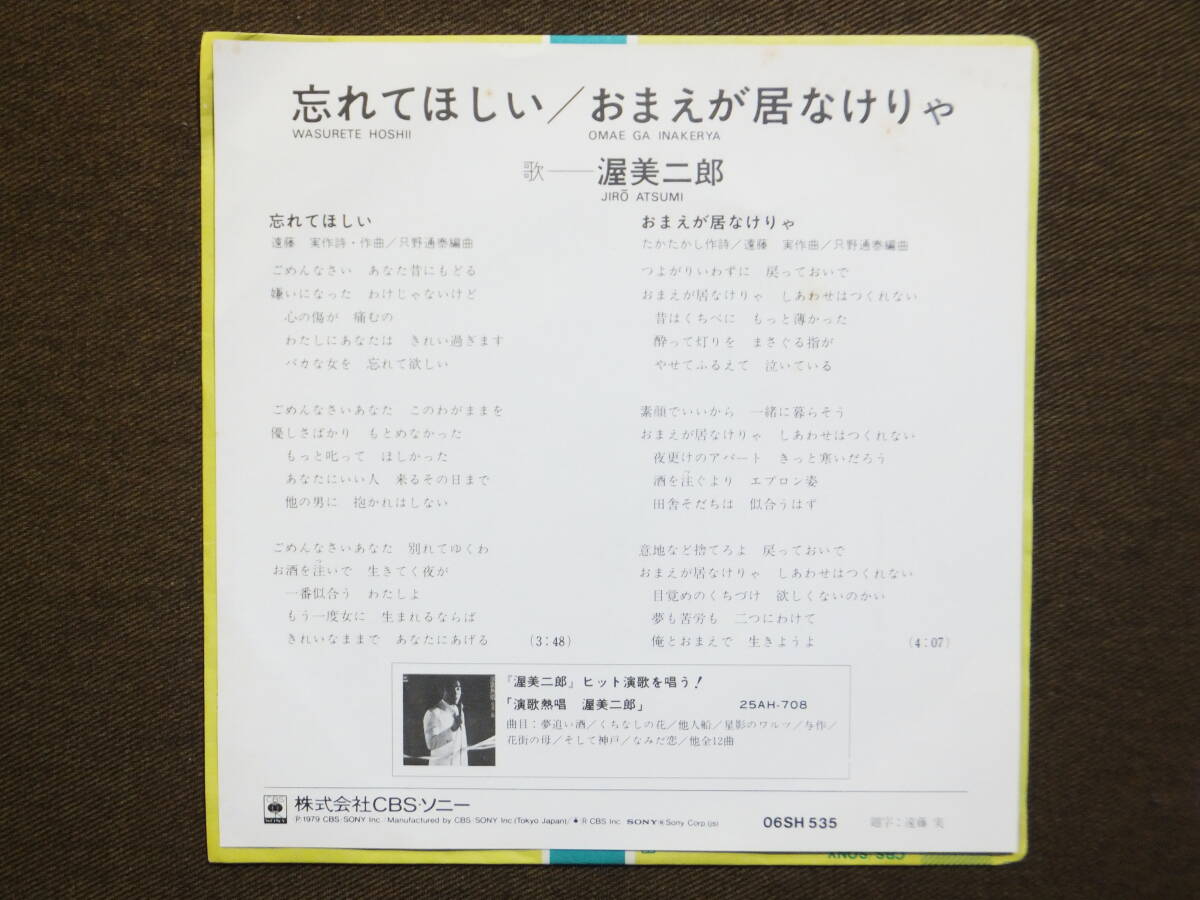 忘れてほしい／おまえが居なけりゃ
WASURETE HOSHII OMAE GA INAKERYA
歌──渥美二郎
JIRŌ ATSUMI
忘れてほしい
遠藤 実作詩・作曲／只野通泰編曲
ごめんなさい あなた昔にもどる
嫌いになった わけじゃないけど
心の傷が 痛むの
わたしにあなたは きれい過ぎます
バカな女を 忘れて欲しい
ごめんなさいあなた このわがままを
優しさばかり もとめなかった
もっと叱って ほしかった
あなたにいい人 来るその日まで
他の男に 抱かれはしない
ごめんなさいあなた 別れてゆくわ
お酒を注いで 生きてく夜が
一番似合う わたしよ
もう一度女に 生まれるならば
きれいなままで あなたにあげる (3:48)
おまえが居なけりゃ
たかたかし作詩／遠藤 実作曲／只野通泰編曲
つよがりいわずに 戻っておいで
おまえが居なけりゃ しあわせはつくれない
昔はくちべに もっと薄かった
酔って灯りを まさぐる指が
やせてふるえて 泣いている
素顔でいいから 一緒に暮らそう
おまえが居なけりゃ しあわせはつくれない
夜更けのアパート きっと寒いだろう
酒を注ぐより エプロン姿
田舎そだちは 似合うはず
意地など捨てろよ 戻っておいで
おまえが居なけりゃ しあわせはつくれない
目覚めのくちづけ 欲しくないのかい
夢も苦労も 二つにわけて
俺とおまえで 生きようよ (4:07)
『渥美二郎』ヒット演歌を唱う！
「演歌熱唱 渥美二郎」 25AH-708
曲目：夢追い酒／くちなしの花／他人船／星影のワルツ／与作／
花街の母／そして神戸／なみだ恋／他全12曲
CBS SONY 株式会社CBS・ソニー
Ⓟ1979 CBS・SONY Inc./Manufactured by CBS/SONY Inc.(Tokyo Japan)/ ® CBS Inc. SONY ® Sony Corp.(JS) 06SH 535 題字：遠藤 実
CBS/SONY